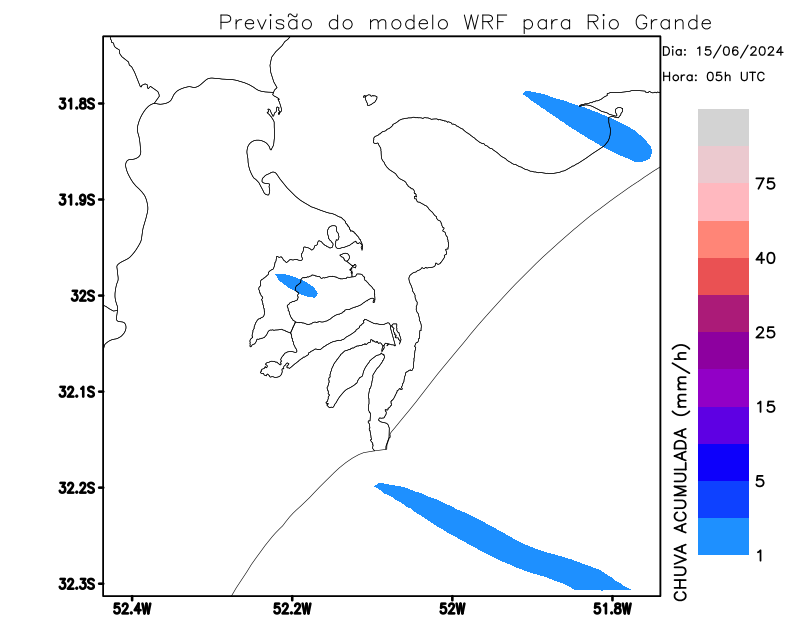 Previsão do modelo WRF para Rio Grande
Dia: 15/06/2024
Hora: 05h UTC
31.8S
31.9S
32S
32.1S
32.2S
32.3S
52.4W
52.2W
52W
51.8W
75
40
25
15
5
1
CHUVA ACUMULADA (mm/h)